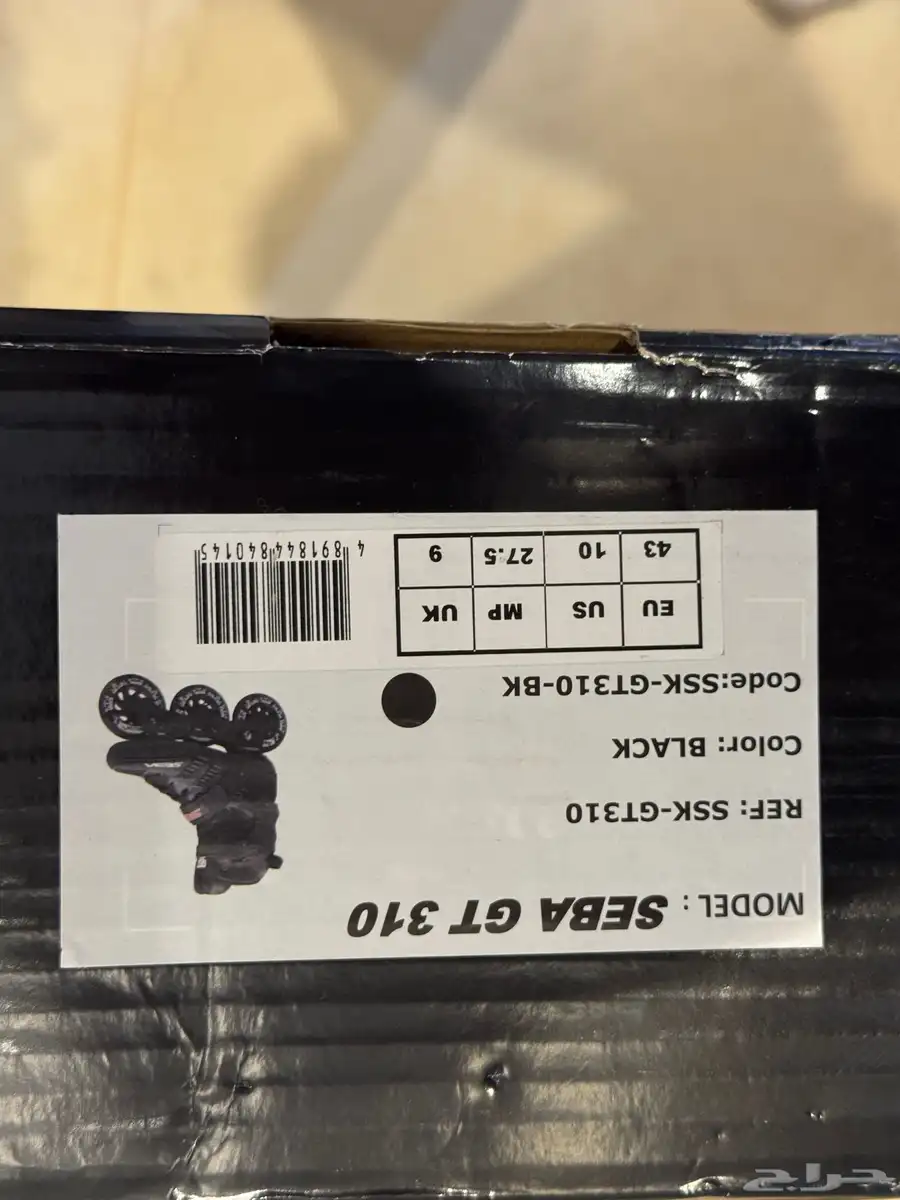 MODEL : SEBA GT 310
REF: SSK-GT310
Color: BLACK
Code:SSK-GT310-BK
EU US MP UK
43 10 27.5 9
4 891844 840145
حراج